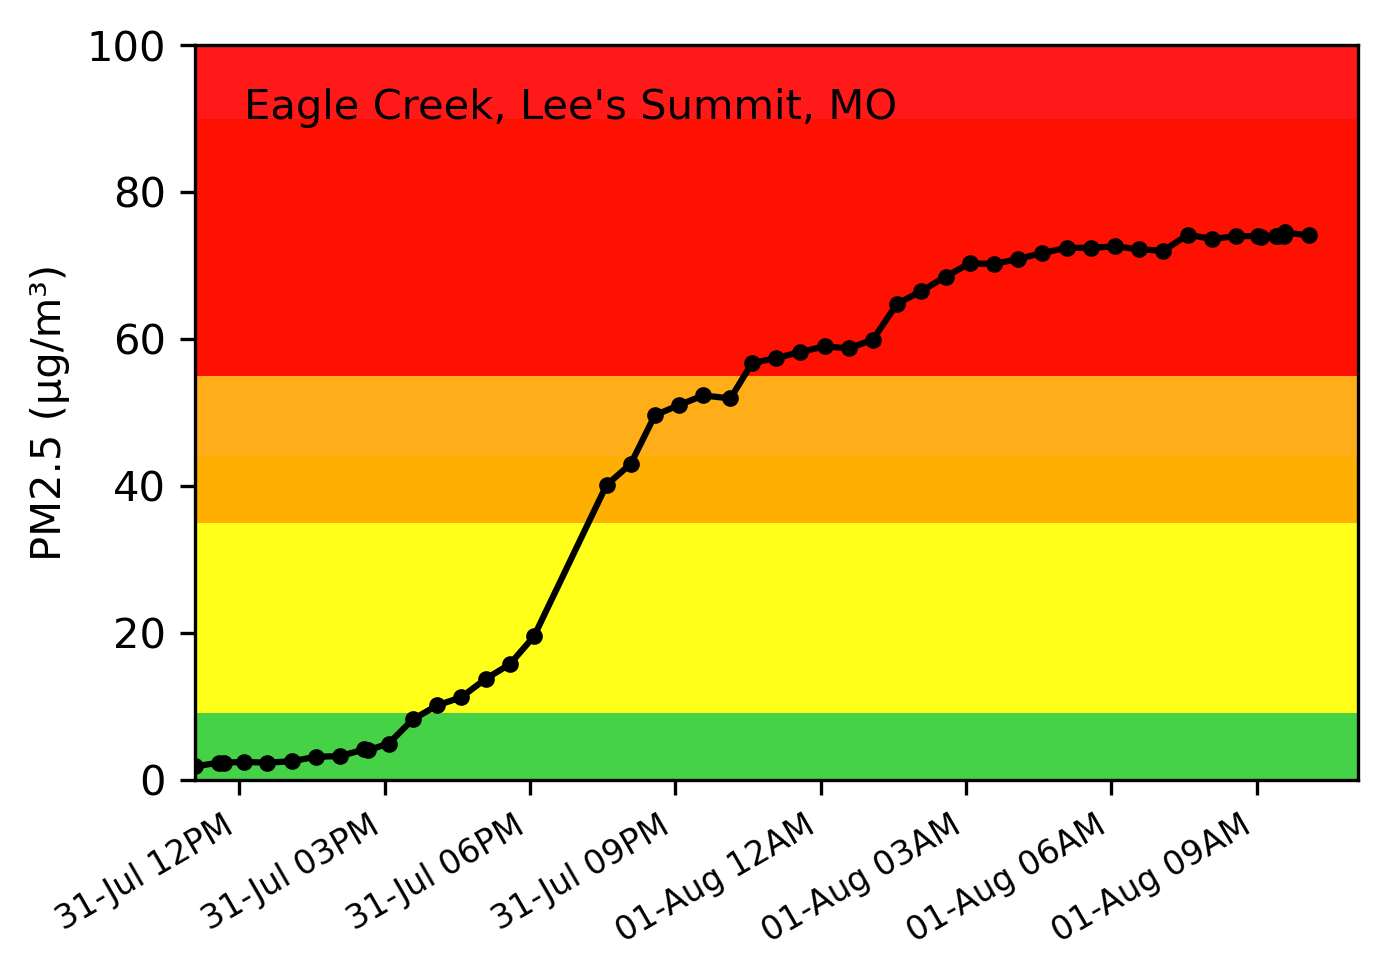 Eagle Creek, Lee's Summit, MO
PM2.5 (µg/m³)
100
80
60
40
20
0
31-Jul 12PM
31-Jul 03PM
31-Jul 06PM
31-Jul 09PM
01-Aug 12AM
01-Aug 03AM
01-Aug 06AM
01-Aug 09AM